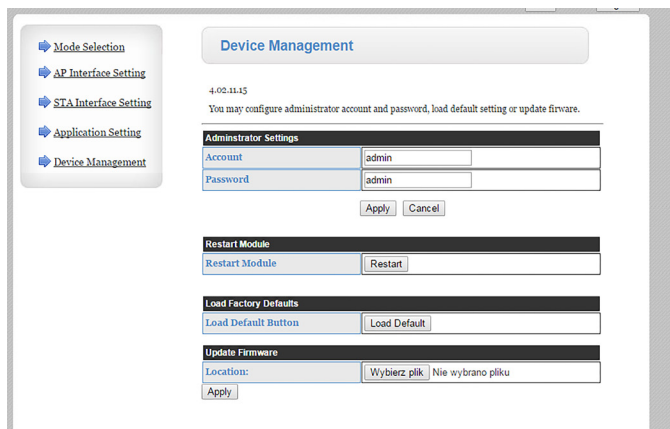 Mode Selection
AP Interface Setting
STA Interface Setting
Application Setting
Device Management
Device Management
4.02.11.15
You may configure administrator account and password, load default setting or update firware.
Adminstrator Settings
Account admin
Password admin
Apply Cancel
Restart Module
Restart Module Restart
Load Factory Defaults
Load Default Button Load Default
Update Firmware
Location: Wybierz plik Nie wybrano pliku
Apply